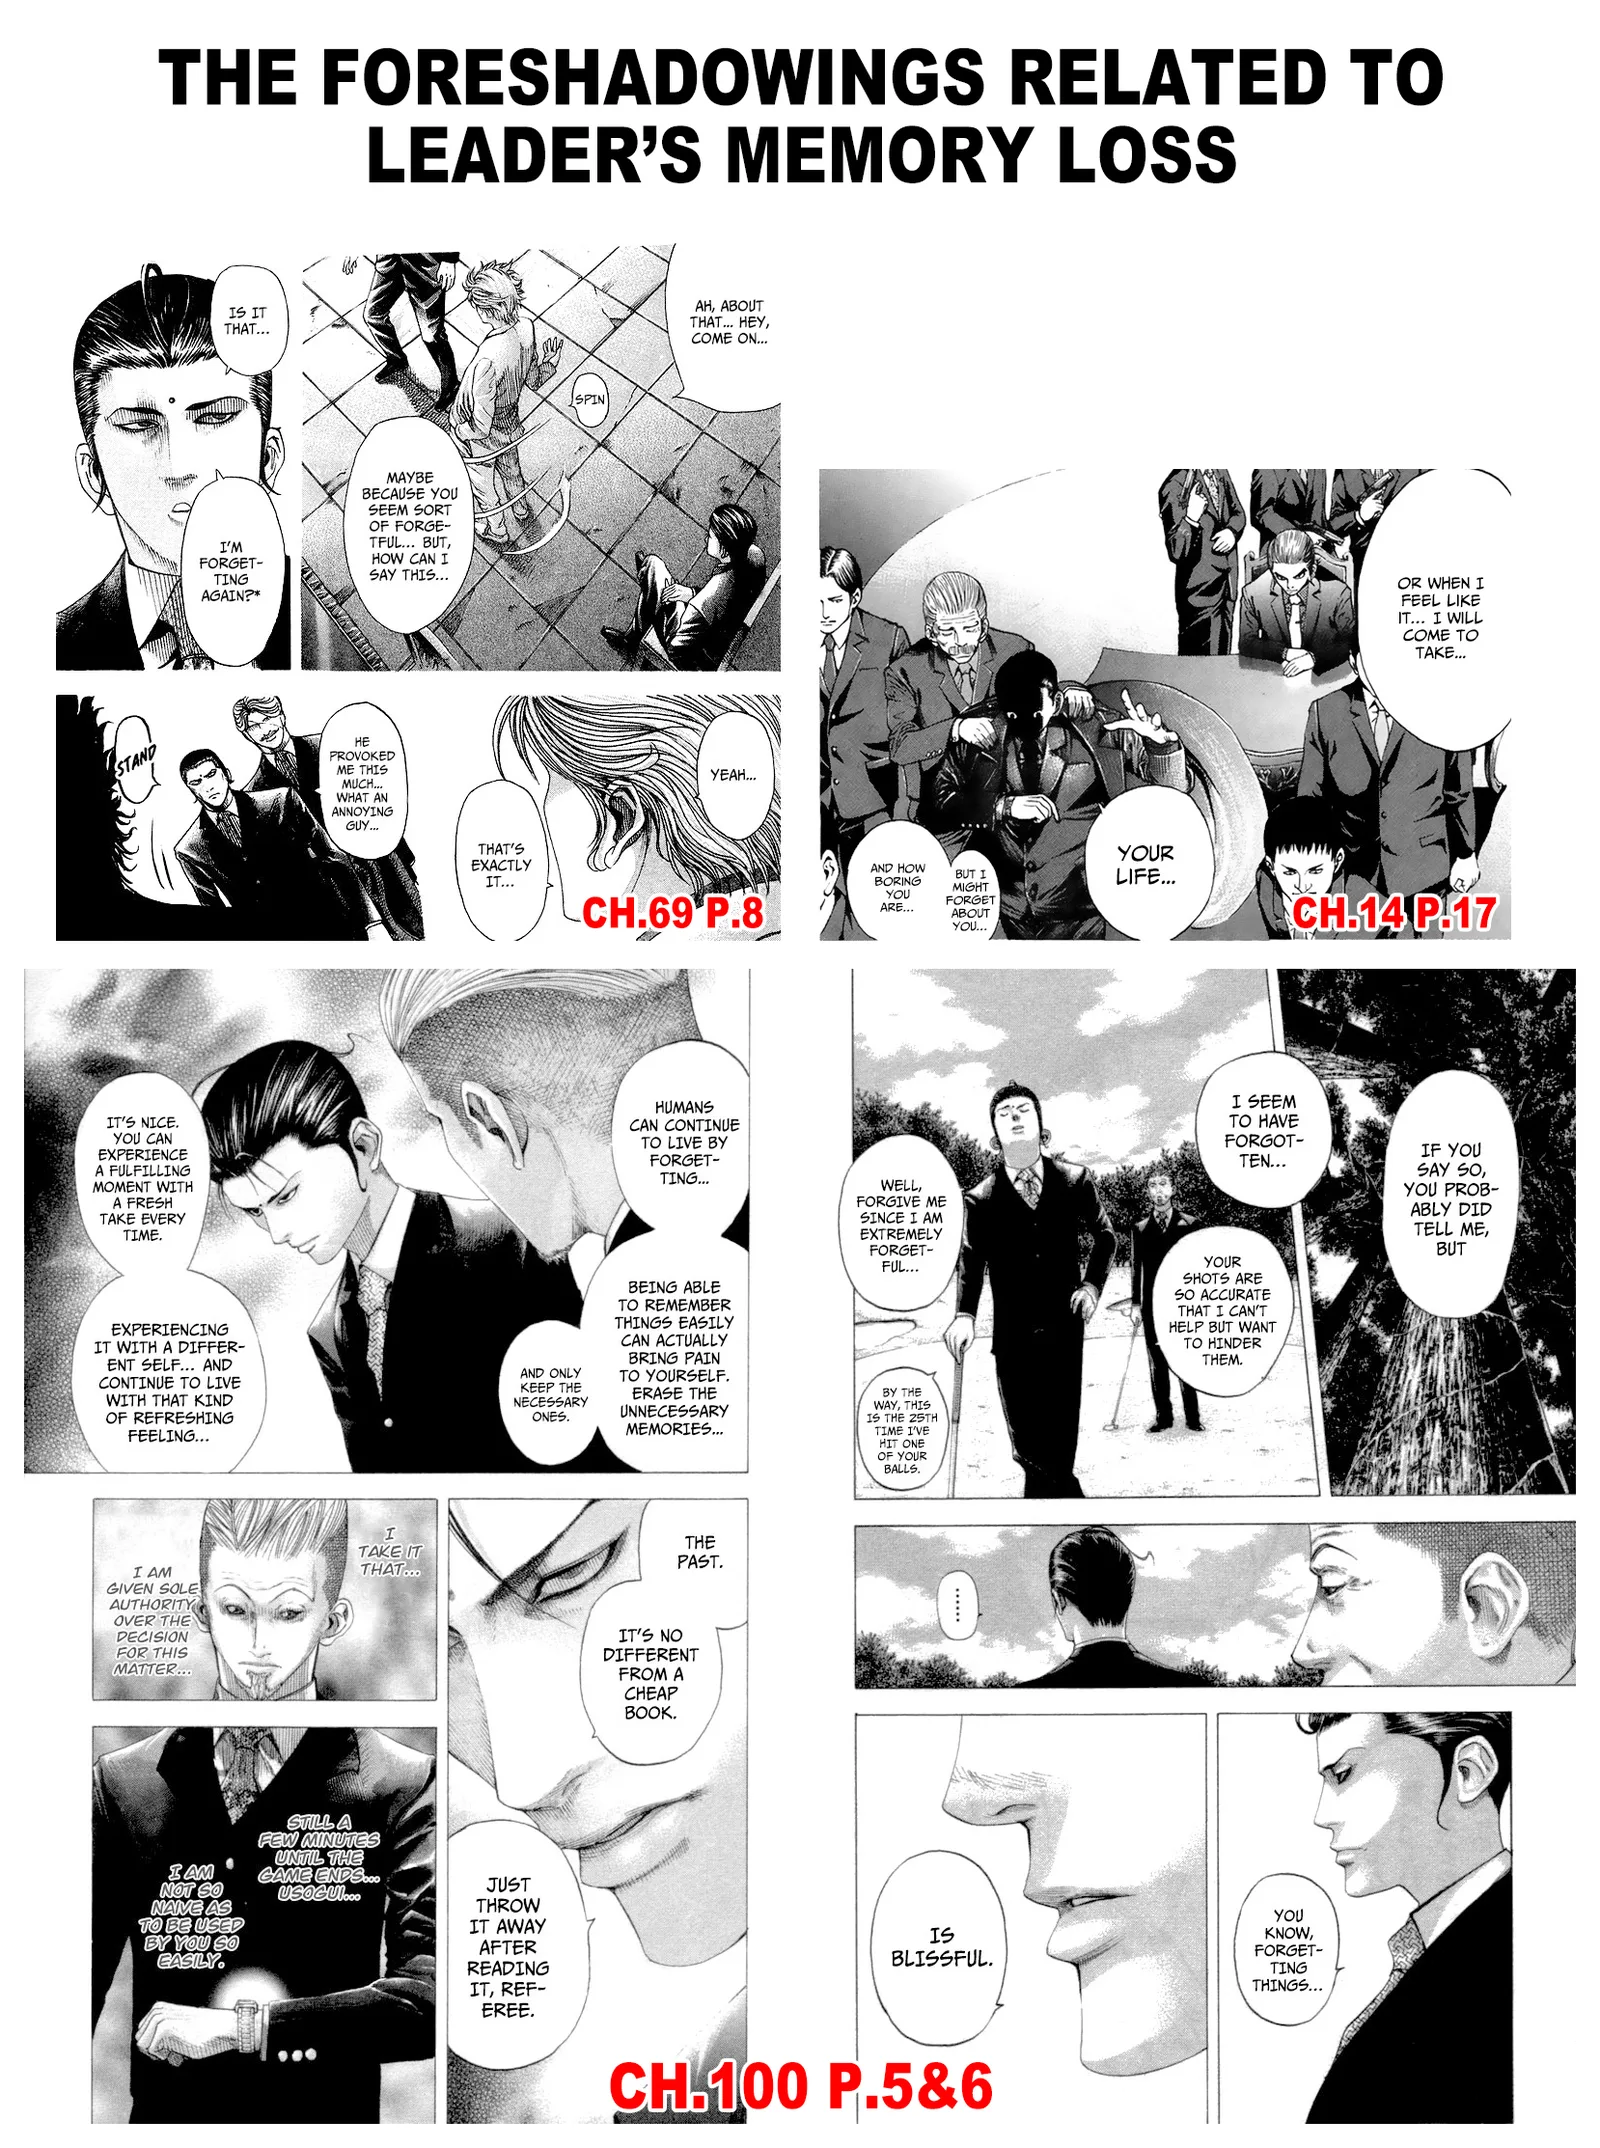 THE FORESHADOWINGS RELATED TO
LEADER'S MEMORY LOSS
AH, ABOUT
THAT... HEY,
COME ON...
SPIN
MAYBE
BECAUSE YOU
SEEM SORT
OF FORGE-
TFUL... BUT,
HOW CAN I
SAY THIS...
IS IT
THAT...
I'M
FORGET-
TING
AGAIN?*
YEAH...
THAT'S
EXACTLY
IT...
HE
PROVOKED
ME THIS
MUCH...
WHAT AN
ANNOYING
GUY...
STAND
CH.69 P.8
OR WHEN I
FEEL LIKE
IT... I WILL
COME TO
TAKE...
YOUR
LIFE...
BUT I
MIGHT
FORGET
ABOUT
YOU...
AND HOW
BORING
YOU
ARE...
.....
CH.14 P.17
IF YOU
SAY SO,
YOU PROB-
ABLY DID
TELL ME,
BUT
I SEEM
TO HAVE
FORGOT-
TEN...
YOUR
SHOTS ARE
SO ACCURATE
THAT I CAN'T
HELP BUT WANT
TO HINDER
THEM.
WELL,
FORGIVE ME
SINCE I AM
EXTREMELY
FORGET-
FUL...
BY THE
WAY, THIS
IS THE 25TH
TIME I'VE
HIT ONE
OF YOUR
BALLS.
......
YOU
KNOW,
FORGET-
TING
THINGS...
IS
BLISSFUL.
HUMANS
CAN CONTINUE
TO LIVE BY
FORGET-
TING...
BEING ABLE
TO REMEMBER
THINGS EASILY
CAN ACTUALLY
BRING PAIN
TO YOURSELF.
ERASE THE
UNNECESSARY
MEMORIES...
AND ONLY
KEEP THE
NECESSARY
ONES.
IT'S NICE.
YOU CAN
EXPERIENCE
A FULFILLING
MOMENT WITH
A FRESH
TAKE EVERY
TIME.
EXPERIENCING
IT WITH A DIFFER-
ENT SELF... AND
CONTINUE TO LIVE
WITH THAT KIND
OF REFRESHING
FEELING...
THE
PAST.
IT'S NO
DIFFERENT
FROM A
CHEAP
BOOK.
JUST
THROW
IT AWAY
AFTER
READING
IT, REF-
EREE.
I
TAKE IT
THAT...
I AM
GIVEN SOLE
AUTHORITY
OVER THE
DECISION
FOR THIS
MATTER...
STILL A
FEW MINUTES
UNTIL THE
GAME ENDS...
USOGUI...
I AM
NOT SO
NAIVE AS
TO BE USED
BY YOU SO
EASILY.
CH.100 P.5&6